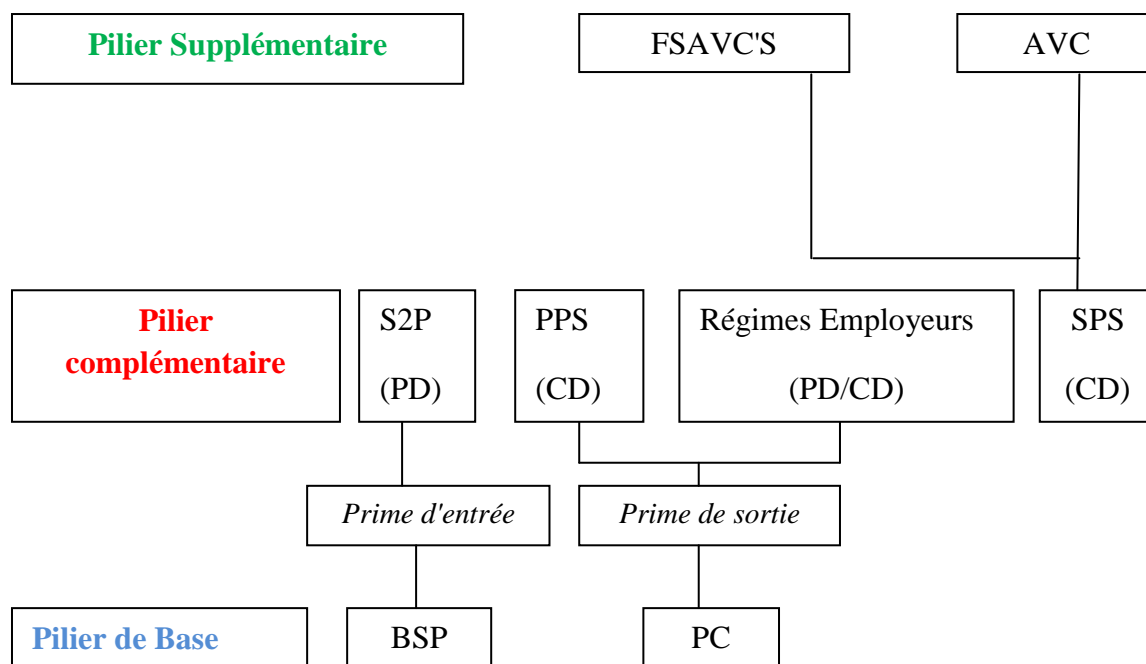 Pilier Supplémentaire
FSAVC'S
AVC
Pilier
complémentaire
S2P
(PD)
PPS
(CD)
Régimes Employeurs
(PD/CD)
SPS
(CD)
Prime d'entrée
Prime de sortie
Pilier de Base
BSP
PC